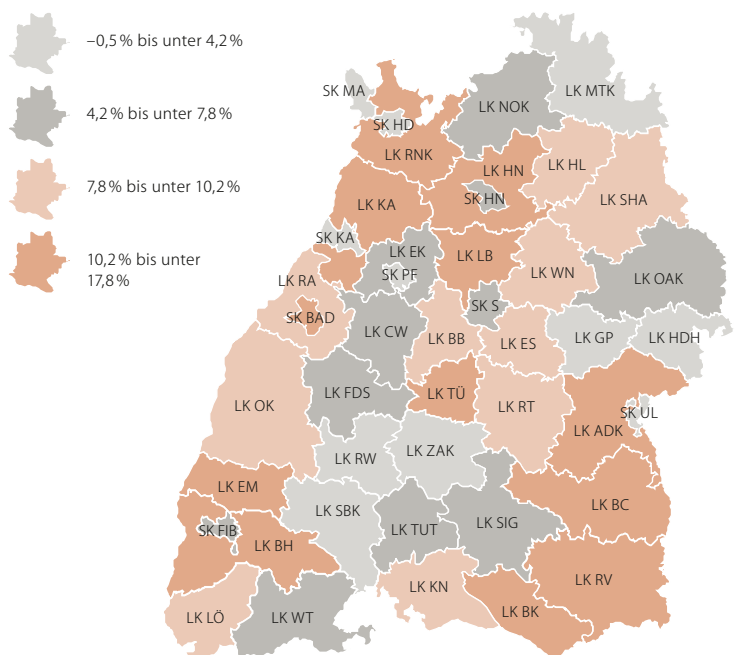 –0,5 % bis unter 4,2 %
4,2 % bis unter 7,8 %
7,8 % bis unter 10,2 %
10,2 % bis unter
17,8 %
SK MA
LK NOK
LK MTK
SK HD
LK RNK
LK HN
LK HL
SK HN
LK KA
LK SHA
SK KA
LK EK
LK LB
LK WN
SK PF
LK OAK
LK RA
SK BAD
SK S
LK CW
LK BB
LK ES
LK GP
LK HDH
LK FDS
LK TÜ
LK OK
LK RT
SK UL
LK ADK
LK RW
LK ZAK
LK EM
LK SBK
LK BC
SK FIB
LK TUT
LK SIG
LK BH
LK KN
LK RV
LK LÖ
LK WT
LK BK